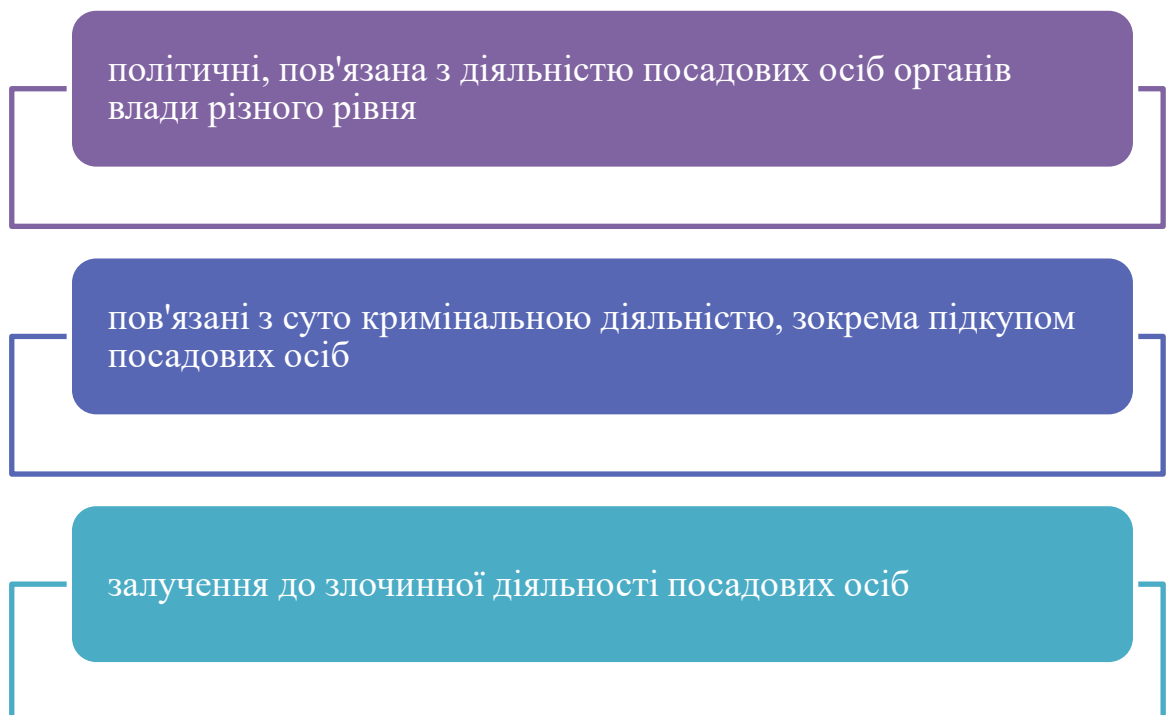 політичні, пов'язана з діяльністю посадових осіб органів
влади різного рівня
пов'язані з суто кримінальною діяльністю, зокрема підкупом
посадових осіб
залучення до злочинної діяльності посадових осіб